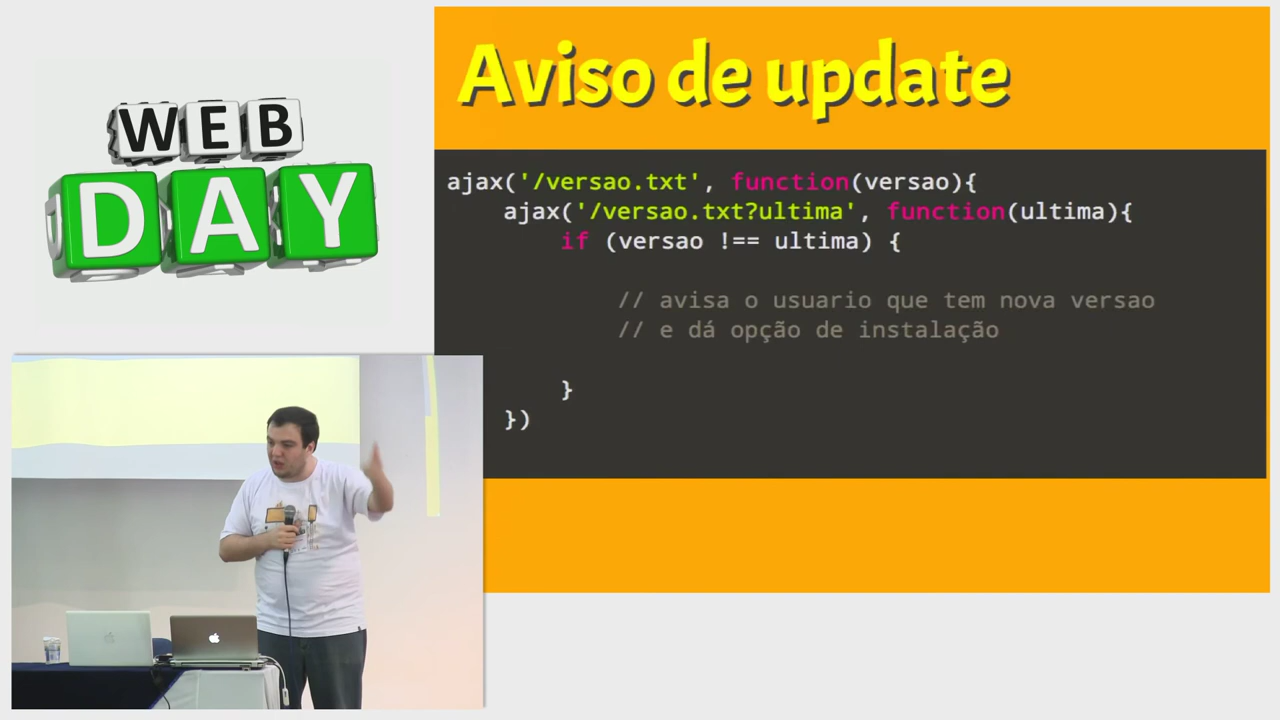 WEB
DAY
Aviso de update
ajax('/versao.txt', function(versao){
ajax('/versao.txt?ultima', function(ultima){
if (versao !== ultima) {
// avisa o usuario que tem nova versao
// e dá opção de instalação
}
})